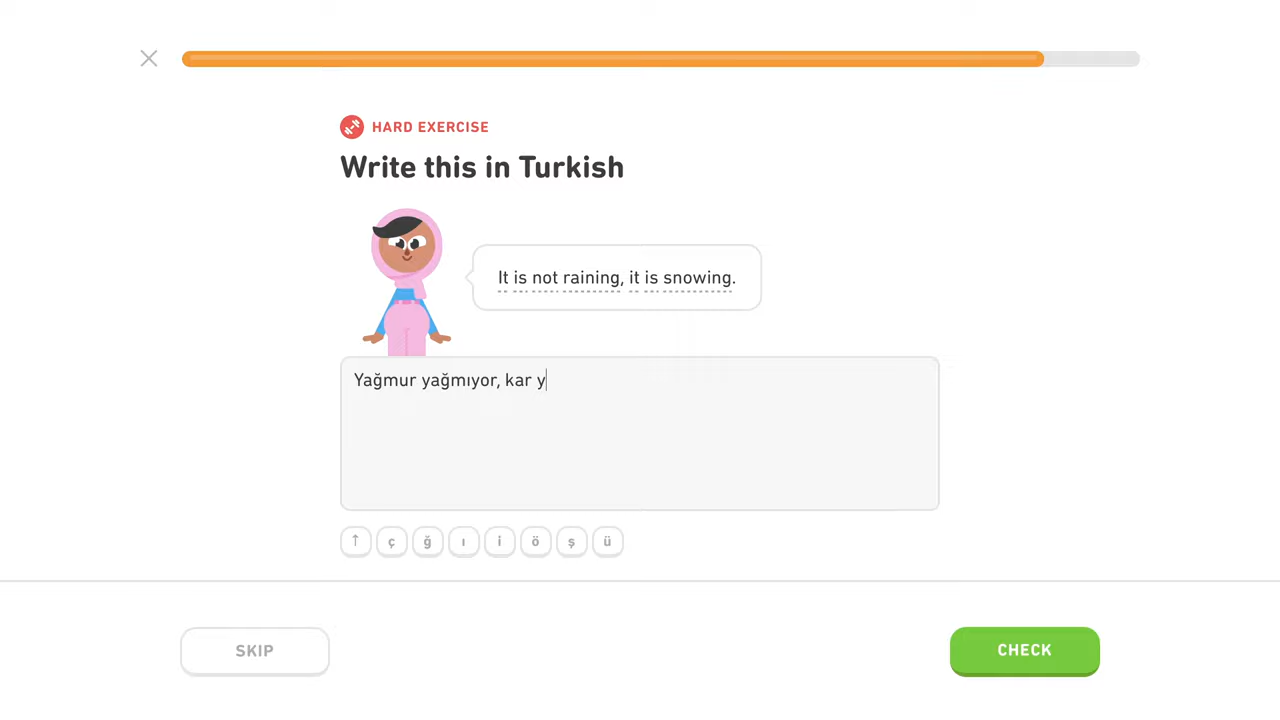 HARD EXERCISE
Write this in Turkish
It is not raining, it is snowing.
Yağmur yağmıyor, kar y
↑ ç ğ ı i ö ş ü
SKIP
CHECK